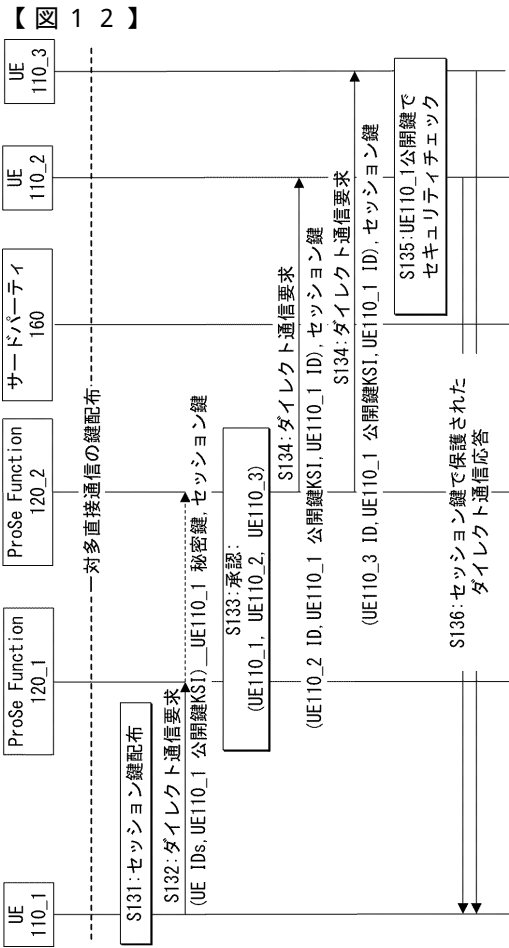 【図１２】
UE
110_1
ProSe Function
120_1
ProSe Function
120_2
サードパーティ
160
UE
110_2
UE
110_3
対多直接通信の鍵配布
S131:セッション鍵配布
S132:ダイレクト通信要求
(UE IDs,UE110_1 公開鍵KSI)__UE110_1 秘密鍵,セッション鍵
S133:承認:
(UE110_1, UE110_2, UE110_3)
S134:ダイレクト通信要求
(UE110_2 ID,UE110_1 公開鍵KSI,UE110_1 ID),セッション鍵
S134:ダイレクト通信要求
(UE110_3 ID,UE110_1 公開鍵KSI,UE110_1 ID),セッション鍵
S135:UE110_1公開鍵で
セキュリティチェック
S136:セッション鍵で保護された
ダイレクト通信応答